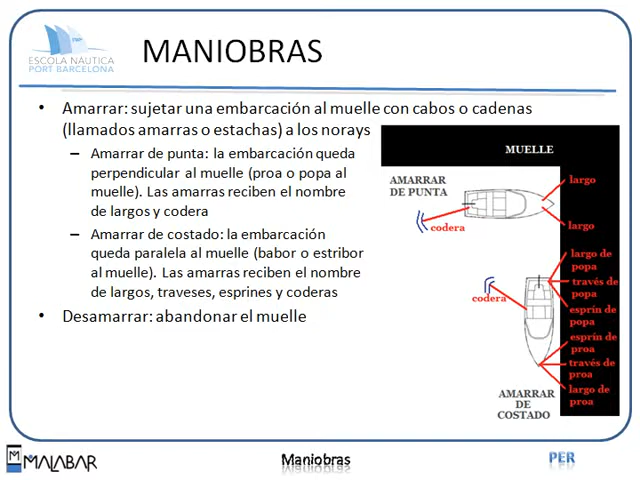 ESCOLA NÀUTICA
PORT BARCELONA
MANIOBRAS
• Amarrar: sujetar una embarcación al muelle con cabos o cadenas
(llamados amarras o estachas) a los norays
– Amarrar de punta: la embarcación queda
perpendicular al muelle (proa o popa al
muelle). Las amarras reciben el nombre
de largos y codera
– Amarrar de costado: la embarcación
queda paralela al muelle (babor o estribor
al muelle). Las amarras reciben el nombre
de largos, traveses, esprines y coderas
• Desamarrar: abandonar el muelle
MUELLE
AMARRAR
DE PUNTA
largo
largo
codera
largo de
popa
través de
popa
codera
esprín de
popa
esprín de
proa
través de
proa
largo de
proa
AMARRAR
DE
COSTADO
MALABAR
Maniobras
PER